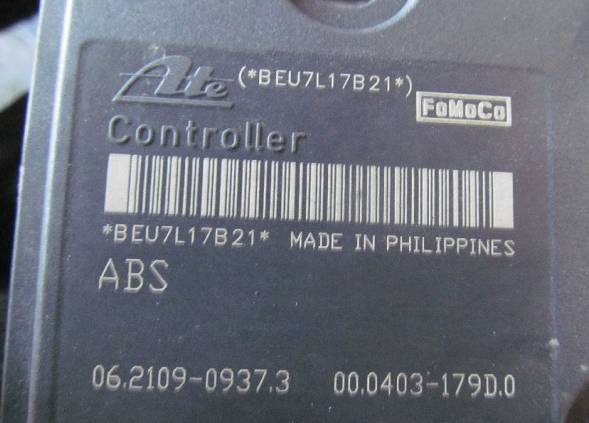 Ate (*BEU7L17B21*)
FoMoCo
Controller
*BEU7L17B21* MADE IN PHILIPPINES
ABS
06.2109-0937.3 00.0403-179D.0